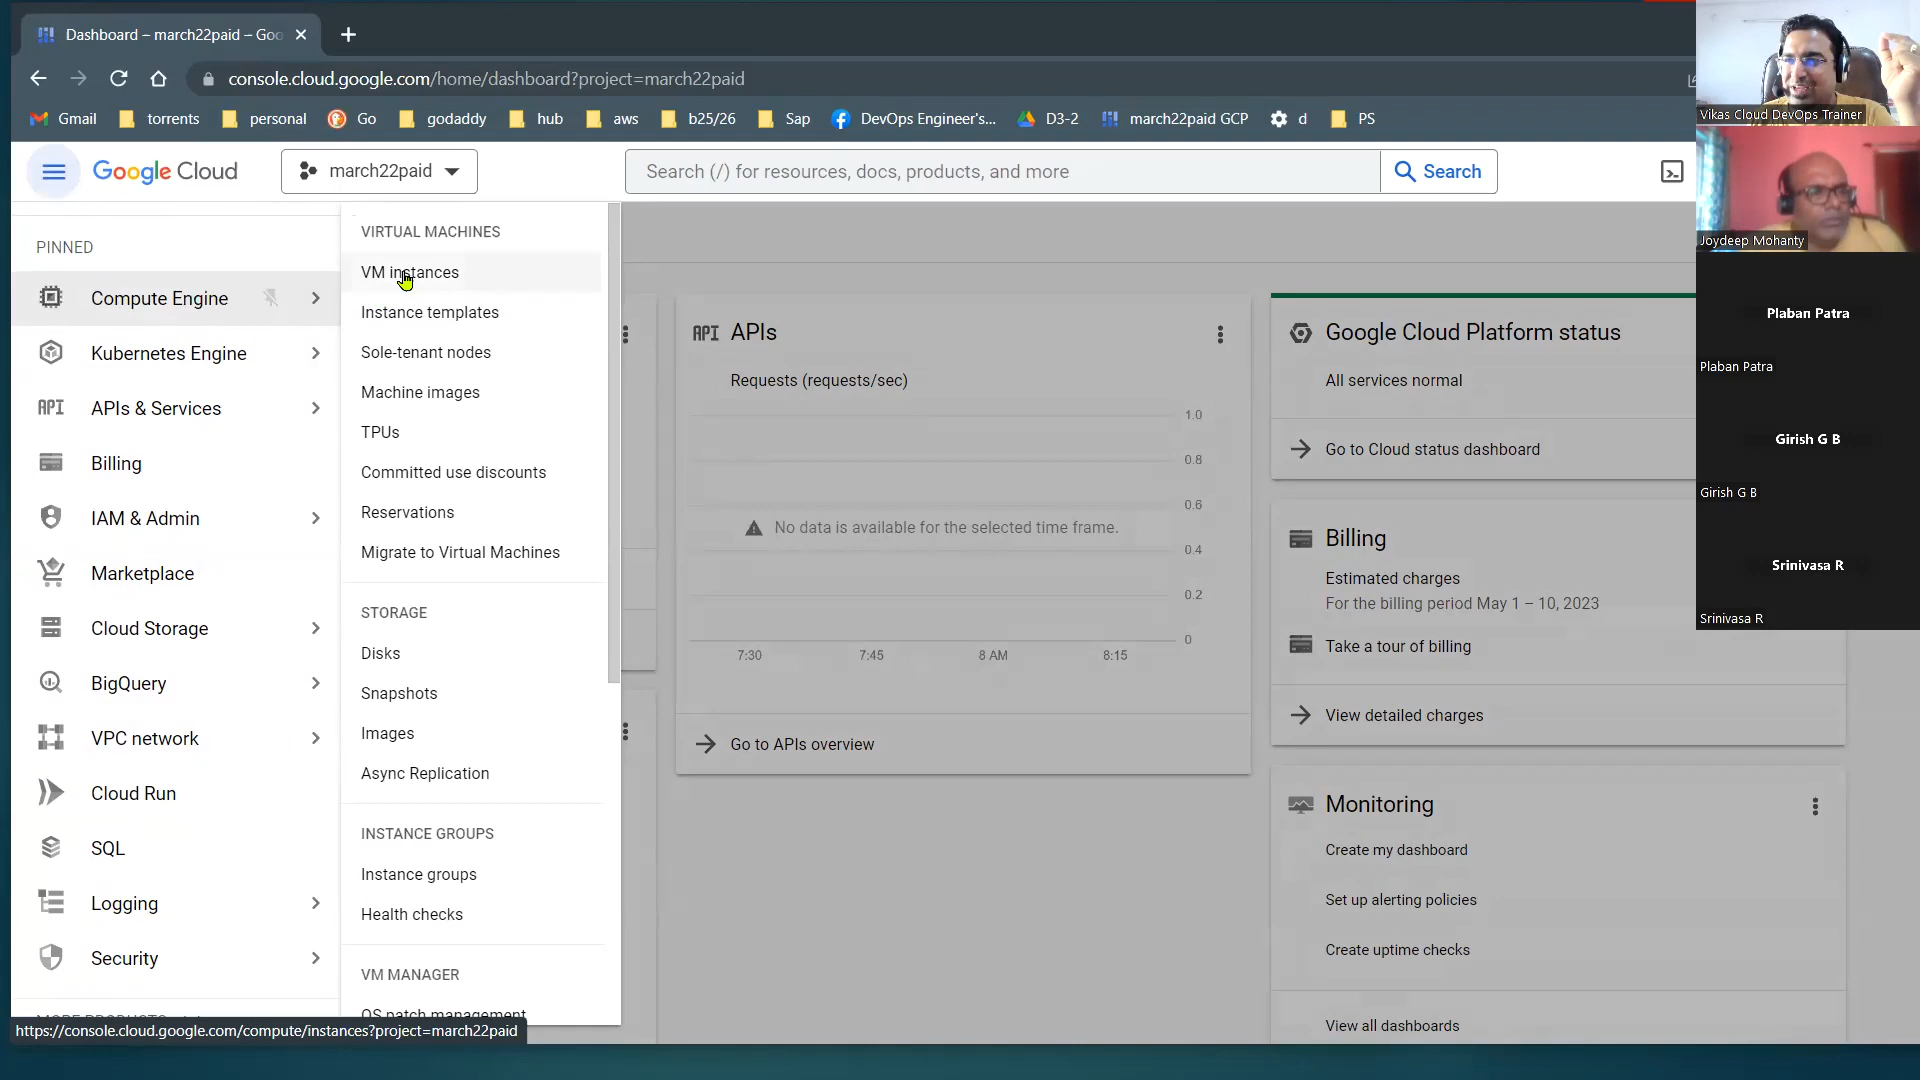 Dashboard – march22paid – Goo
console.cloud.google.com/home/dashboard?project=march22paid
Gmail
torrents
personal
Go
godaddy
hub
aws
b25/26
Sap
DevOps Engineer's...
D3-2
march22paid GCP
d
PS
Google Cloud
march22paid
Search (/) for resources, docs, products, and more
Search
PINNED
Compute Engine
Kubernetes Engine
API APIs & Services
Billing
IAM & Admin
Marketplace
Cloud Storage
BigQuery
VPC network
Cloud Run
SQL
Logging
Security
VIRTUAL MACHINES
VM instances
Instance templates
Sole-tenant nodes
Machine images
TPUs
Committed use discounts
Reservations
Migrate to Virtual Machines
STORAGE
Disks
Snapshots
Images
Async Replication
INSTANCE GROUPS
Instance groups
Health checks
VM MANAGER
OS patch management
https://console.cloud.google.com/compute/instances?project=march22paid
API APIs
Requests (requests/sec)
1.0
0.8
0.6
No data is available for the selected time frame.
0.4
0.2
0
7:30 7:45 8 AM 8:15
Go to APIs overview
Google Cloud Platform status
All services normal
Go to Cloud status dashboard
Billing
Estimated charges
For the billing period May 1 – 10, 2023
Take a tour of billing
View detailed charges
Monitoring
Create my dashboard
Set up alerting policies
Create uptime checks
View all dashboards
Vikas Cloud DevOps Trainer
Joydeep Mohanty
Plaban Patra
Plaban Patra
Girish G B
Girish G B
Srinivasa R
Srinivasa R